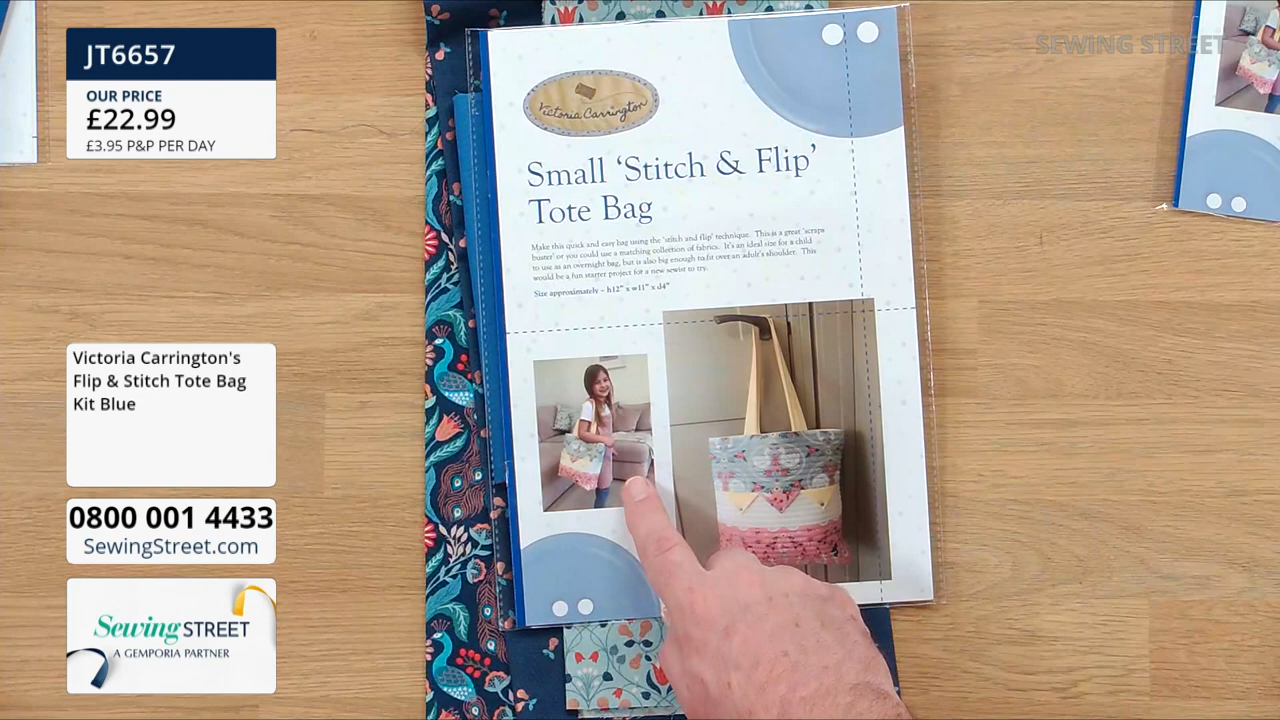 JT6657
OUR PRICE
£22.99
£3.95 P&P PER DAY
Victoria Carrington's
Flip & Stitch Tote Bag
Kit Blue
0800 001 4433
SewingStreet.com
Sewing STREET
A GEMPORIA PARTNER
SEWING STREET
Victoria Carrington
Small ‘Stitch & Flip’
Tote Bag
Make this quick and easy bag using the ‘stitch and flip’ technique. This is a great ‘scraps
buster’ or you could use a matching collection of fabrics. It’s an ideal size for a child
to use as an overnight bag, but is also big enough to fit over an adult’s shoulder. This
would be a fun starter project for a new sewist to try.
Size approximately – h12” x w11” x d4”